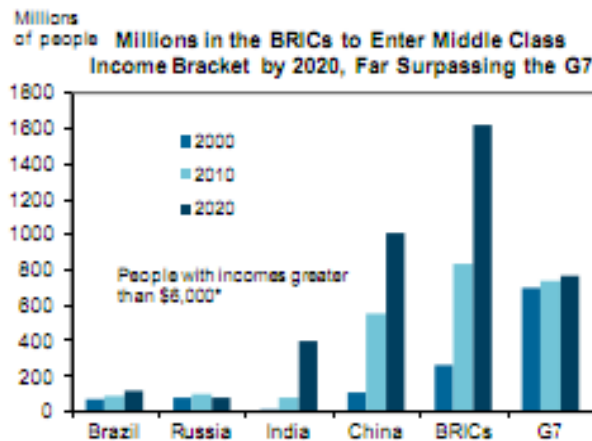 Millions
of people
Millions in the BRICs to Enter Middle Class
Income Bracket by 2020, Far Surpassing the G7
1800
1600
1400
1200
1000
800
600
400
200
0
2000
2010
2020
People with incomes greater
than $6,000*
Brazil Russia India China BRICs G7